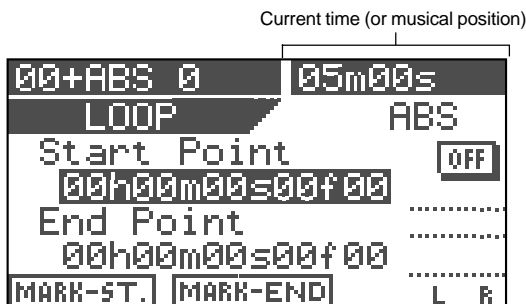 Current time (or musical position)
00+ABS 0 05m00s
LOOP ABS
Start Point OFF
00h00m00s00f00
End Point
00h00m00s00f00
MARK-ST. MARK-END L R